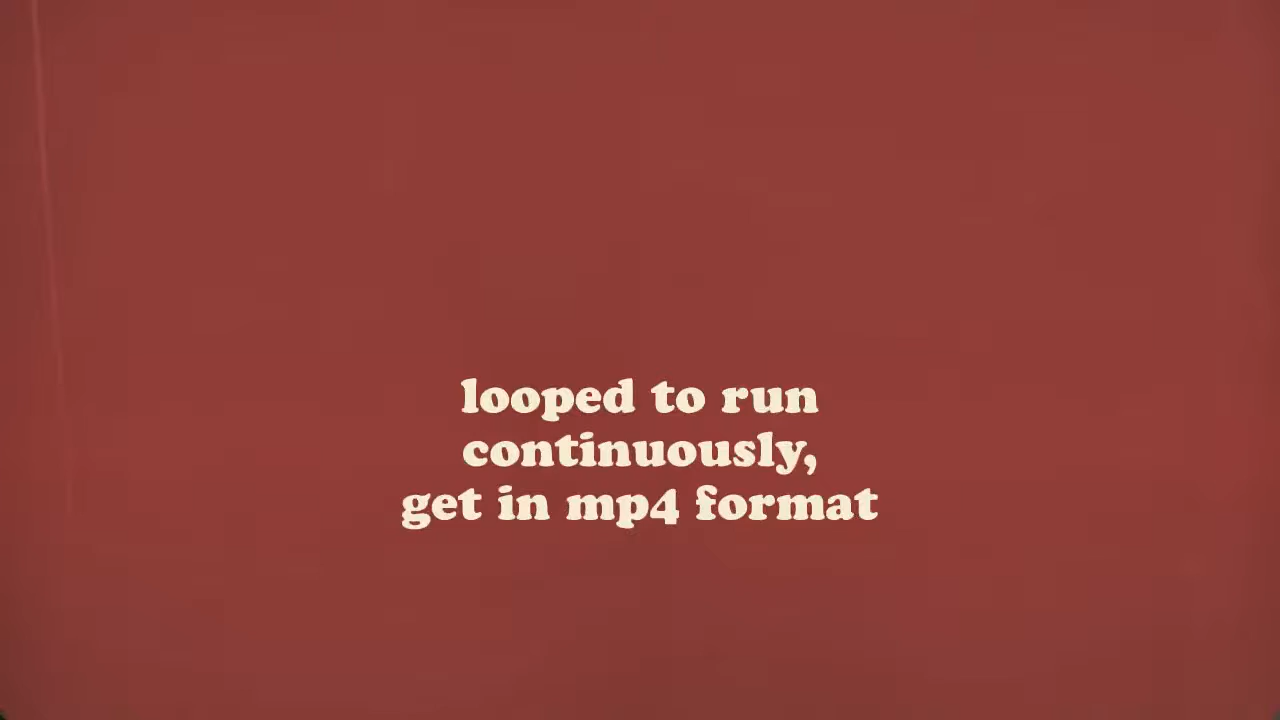 looped to run
continuously,
get in mp4 format